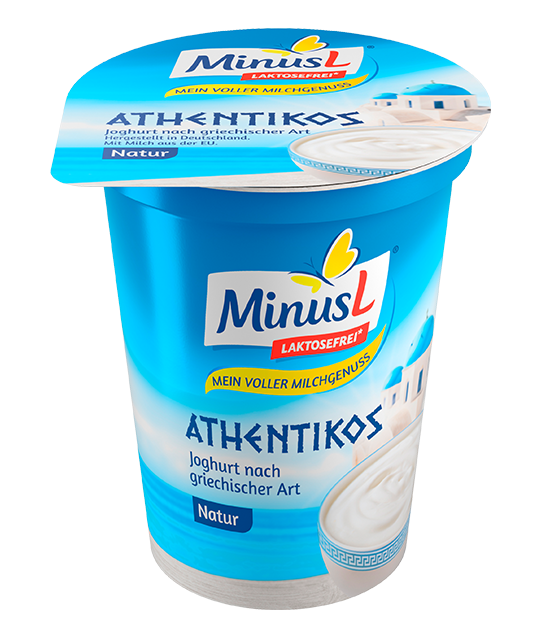 MinusL
LAKTOSEFREI*
MEIN VOLLER MILCHGENUSS
ATHENTIKOS
Joghurt nach griechischer Art
Hergestellt in Deutschland.
Mit Milch aus der EU.
Natur
MinusL
®
LAKTOSEFREI*
MEIN VOLLER MILCHGENUSS
ATHENTIKOS
Joghurt nach
griechischer Art
Natur